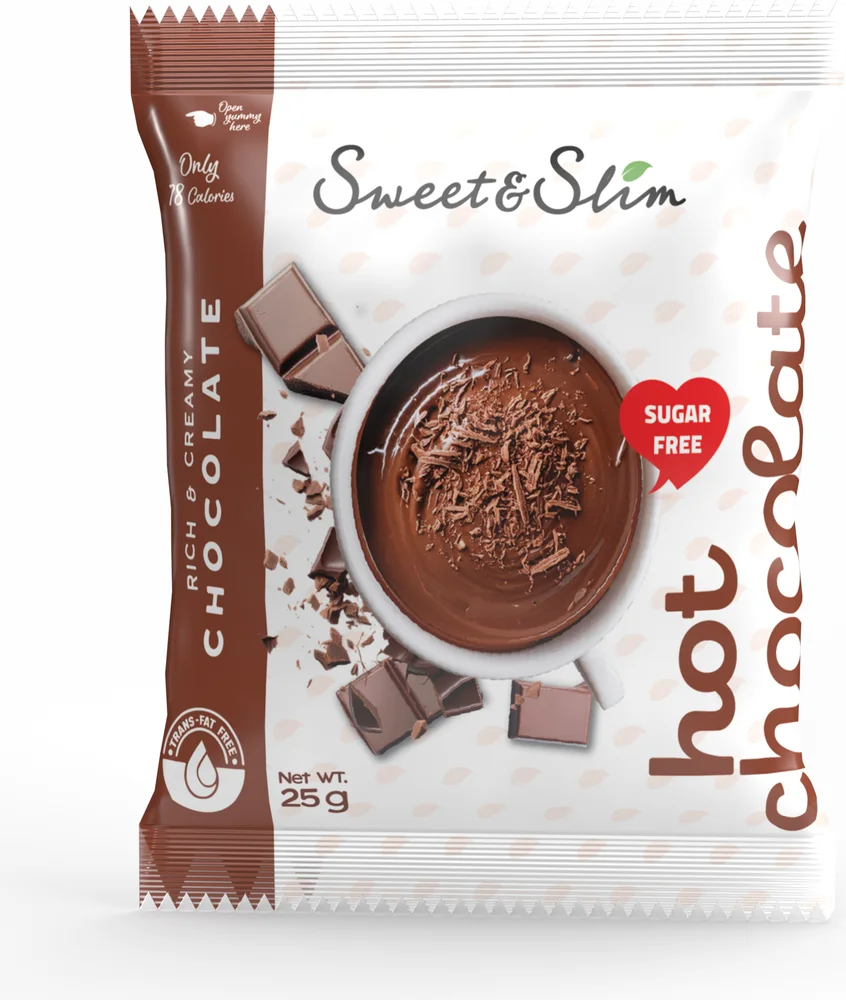 Open
yummy
here
Only
78 Calories
Sweet&Slim
RICH & CREAMY
CHOCOLATE
SUGAR
FREE
hot
chocolate
TRANS-FAT FREE
Net WT.
25 g